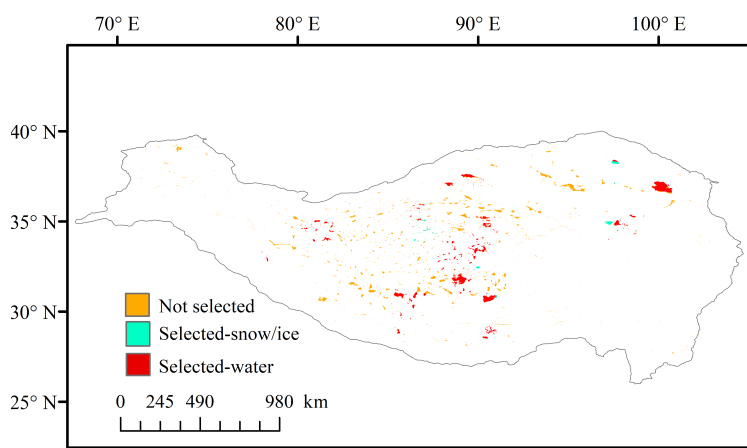 70° E 80° E 90° E 100° E
40° N
35° N
30° N
25° N
Not selected
Selected-snow/ice
Selected-water
0 245 490 980 km